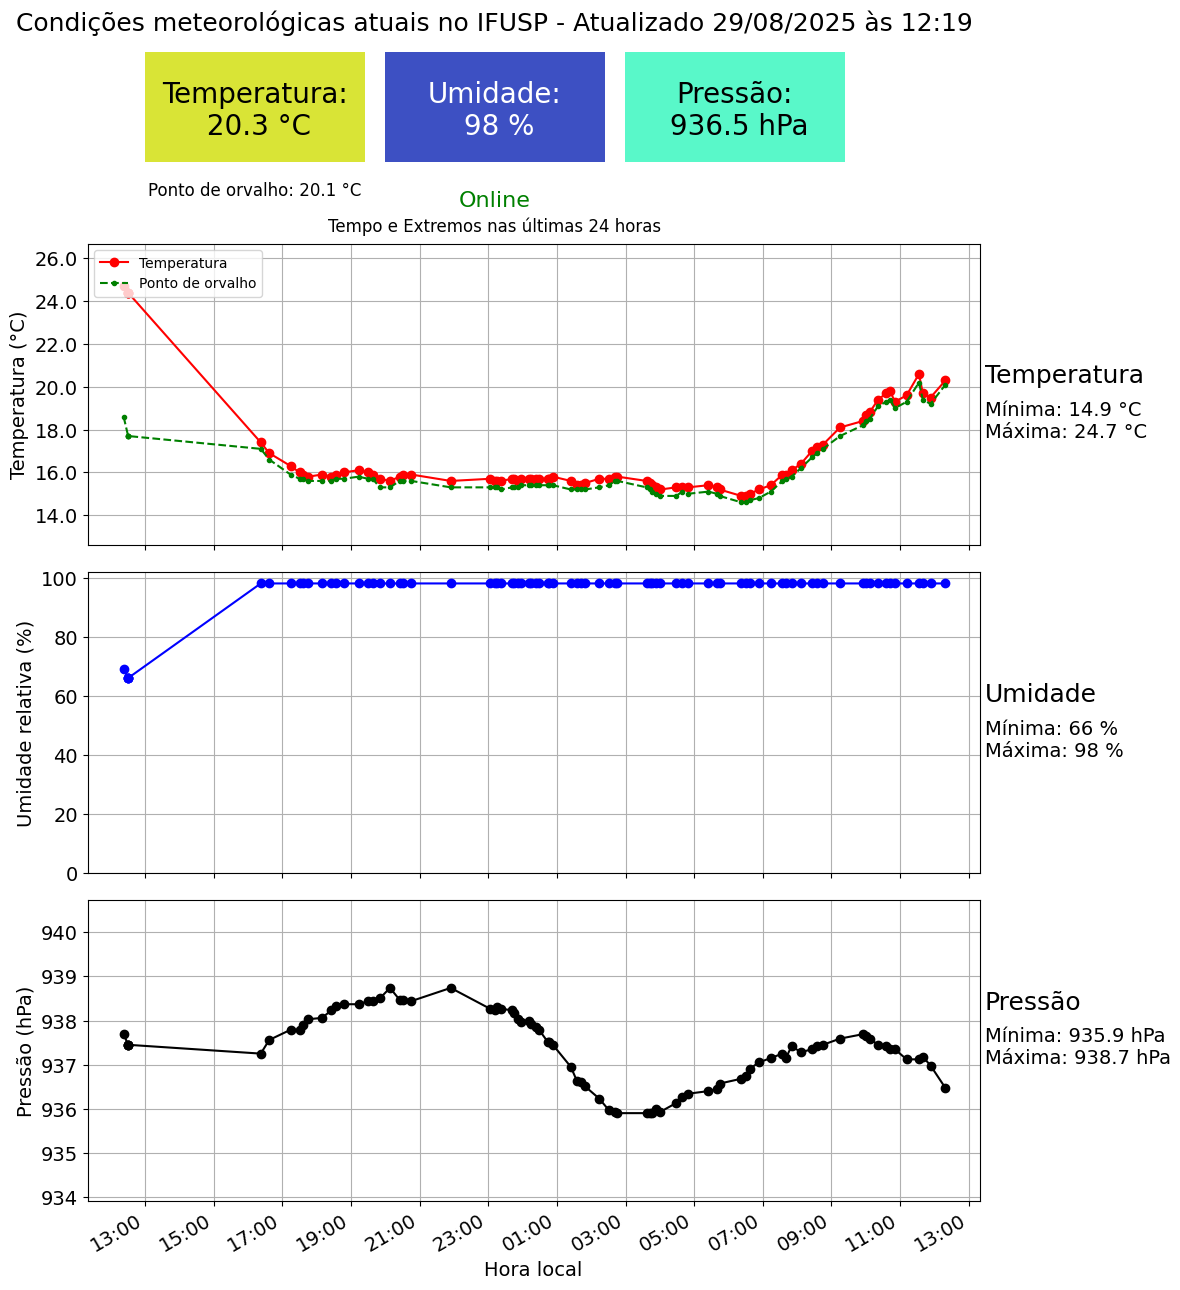 Condições meteorológicas atuais no IFUSP - Atualizado 29/08/2025 às 12:19
Temperatura:
20.3 °C
Umidade:
98 %
Pressão:
936.5 hPa
Ponto de orvalho: 20.1 °C
Online
Tempo e Extremos nas últimas 24 horas
Temperatura (°C)
26.0
24.0
22.0
20.0
18.0
16.0
14.0
Temperatura
Ponto de orvalho
Temperatura
Mínima: 14.9 °C
Máxima: 24.7 °C
Umidade relativa (%)
100
80
60
40
20
0
Umidade
Mínima: 66 %
Máxima: 98 %
Pressão (hPa)
940
939
938
937
936
935
934
Pressão
Mínima: 935.9 hPa
Máxima: 938.7 hPa
13:00
15:00
17:00
19:00
21:00
23:00
01:00
03:00
05:00
07:00
09:00
11:00
13:00
Hora local